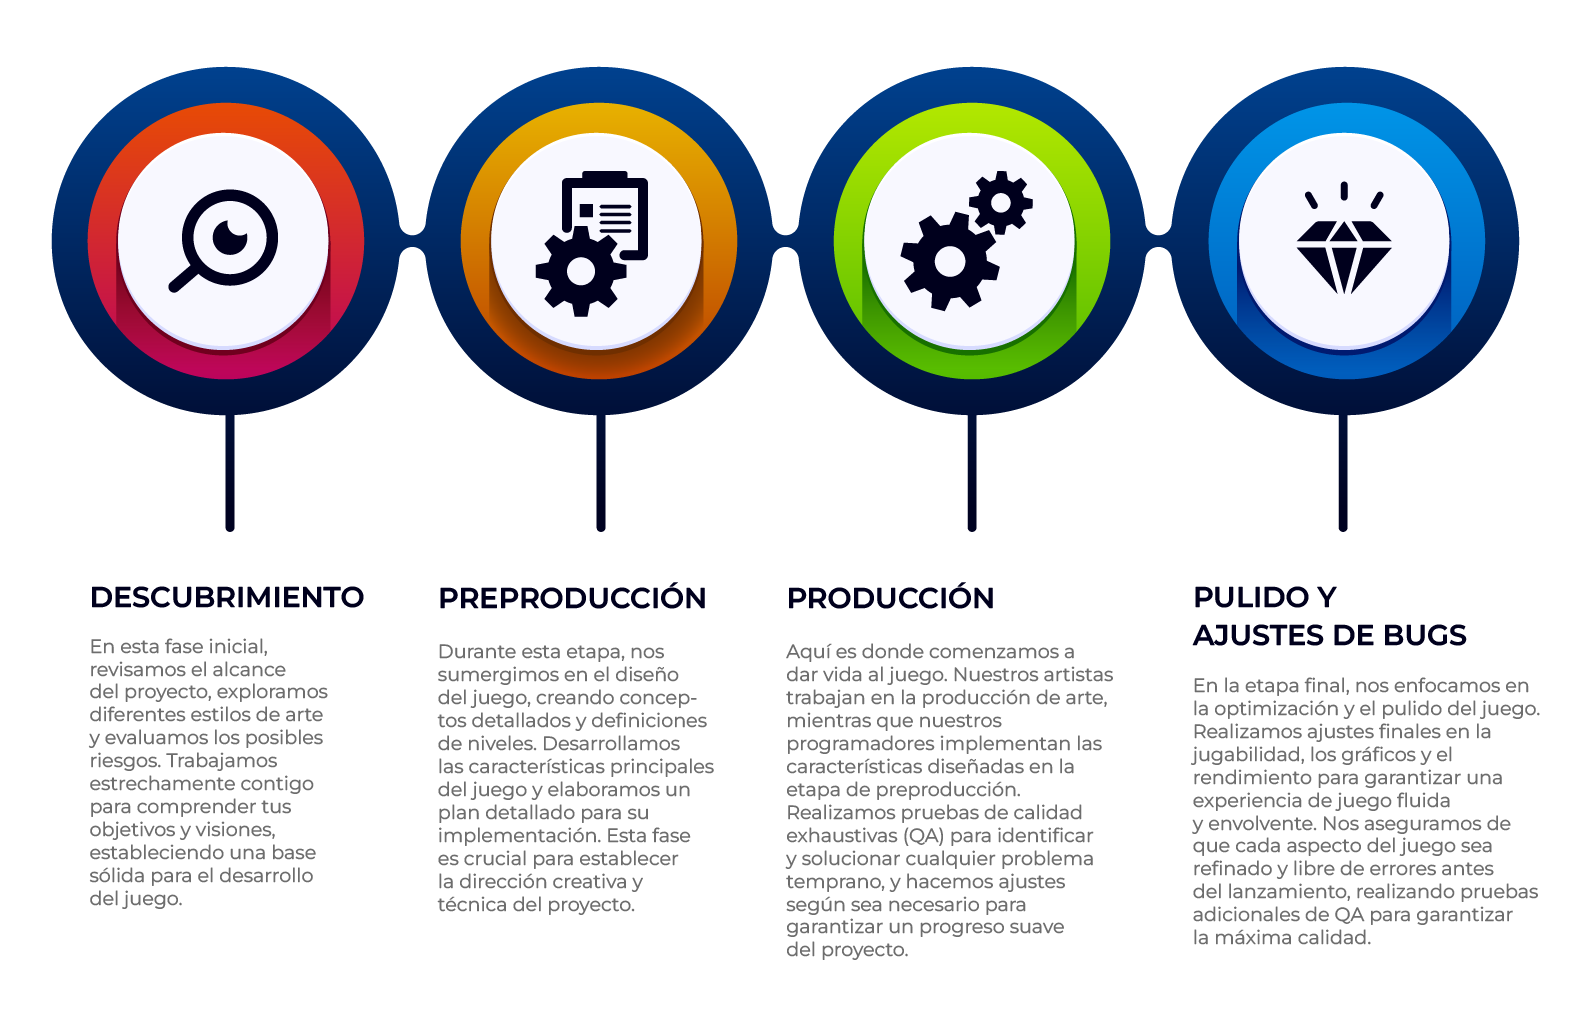 DESCUBRIMIENTO
En esta fase inicial,
revisamos el alcance
del proyecto, exploramos
diferentes estilos de arte
y evaluamos los posibles
riesgos. Trabajamos
estrechamente contigo
para comprender tus
objetivos y visiones,
estableciendo una base
sólida para el desarrollo
del juego.
PREPRODUCCIÓN
Durante esta etapa, nos
sumergimos en el diseño
del juego, creando concep-
tos detallados y definiciones
de niveles. Desarrollamos
las características principales
del juego y elaboramos un
plan detallado para su
implementación. Esta fase
es crucial para establecer
la dirección creativa y
técnica del proyecto.
PRODUCCIÓN
Aquí es donde comenzamos a
dar vida al juego. Nuestros artistas
trabajan en la producción de arte,
mientras que nuestros
programadores implementan las
características diseñadas en la
etapa de preproducción.
Realizamos pruebas de calidad
exhaustivas (QA) para identificar
y solucionar cualquier problema
temprano, y hacemos ajustes
según sea necesario para
garantizar un progreso suave
del proyecto.
PULIDO Y
AJUSTES DE BUGS
En la etapa final, nos enfocamos en
la optimización y el pulido del juego.
Realizamos ajustes finales en la
jugabilidad, los gráficos y el
rendimiento para garantizar una
experiencia de juego fluida
y envolvente. Nos aseguramos de
que cada aspecto del juego sea
refinado y libre de errores antes
del lanzamiento, realizando pruebas
adicionales de QA para garantizar
la máxima calidad.